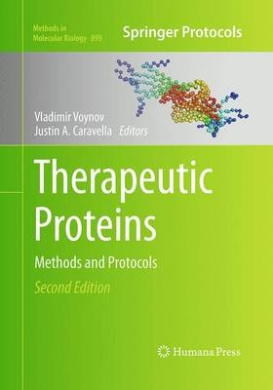 Methods in
Molecular Biology 899
Springer Protocols
Vladimir Voynov
Justin A. Caravella Editors
Therapeutic
Proteins
Methods and Protocols
Second Edition
Humana Press